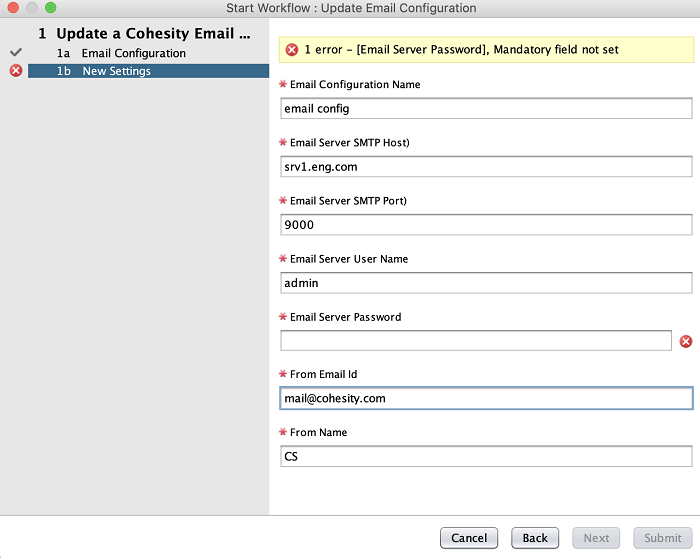 Start Workflow : Update Email Configuration
1 Update a Cohesity Email ...
1a Email Configuration
1b New Settings
1 error - [Email Server Password], Mandatory field not set
* Email Configuration Name
email config
* Email Server SMTP Host)
srv1.eng.com
* Email Server SMTP Port)
9000
* Email Server User Name
admin
* Email Server Password
* From Email Id
mail@cohesity.com
* From Name
CS
Cancel Back Next Submit